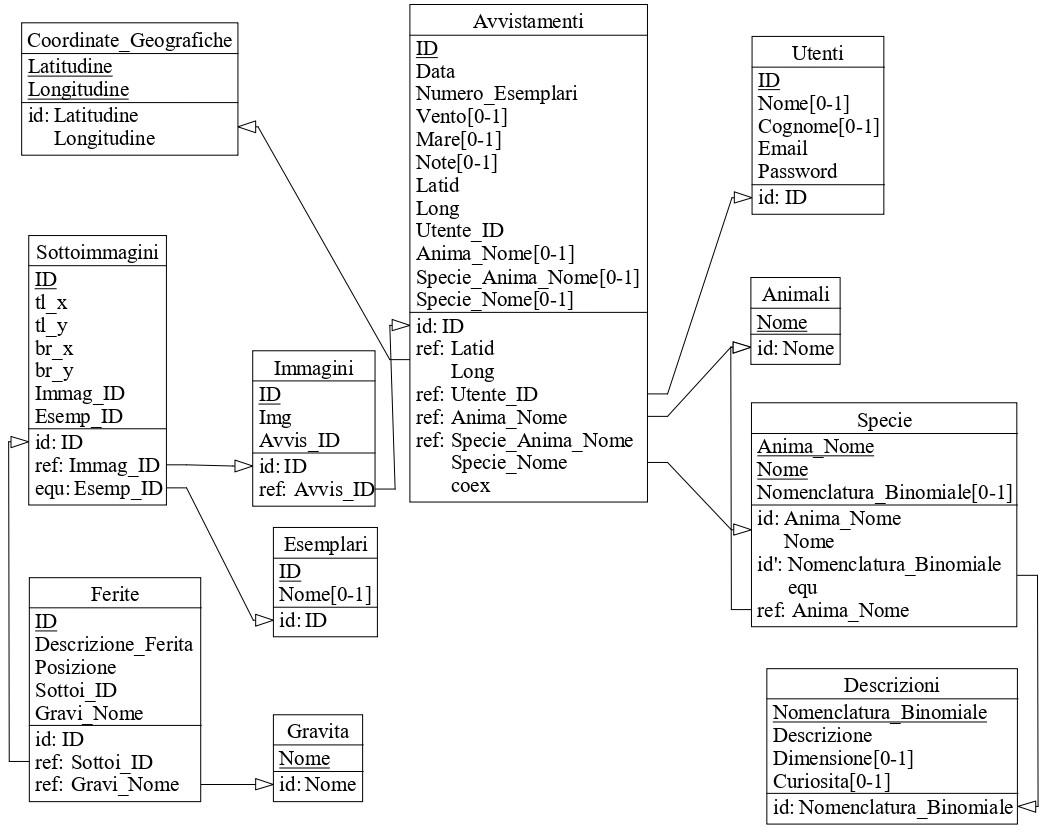 Coordinate_Geografiche
Latitudine
Longitudine
id: Latitudine
Longitudine
Avvistamenti
ID
Data
Numero_Esemplari
Vento[0-1]
Mare[0-1]
Note[0-1]
Latid
Long
Utente_ID
Anima_Nome[0-1]
Specie_Anima_Nome[0-1]
Specie_Nome[0-1]
id: ID
ref: Latid
Long
ref: Utente_ID
ref: Anima_Nome
ref: Specie_Anima_Nome
Specie_Nome
coex
Utenti
ID
Nome[0-1]
Cognome[0-1]
Email
Password
id: ID
Sottoimmagini
ID
tl_x
tl_y
br_x
br_y
Immag_ID
Esemp_ID
id: ID
ref: Immag_ID
equ: Esemp_ID
Immagini
ID
Img
Avvis_ID
id: ID
ref: Avvis_ID
Animali
Nome
id: Nome
Specie
Anima_Nome
Nome
Nomenclatura_Binomiale[0-1]
id: Anima_Nome
Nome
id': Nomenclatura_Binomiale
equ
ref: Anima_Nome
Esemplari
ID
Nome[0-1]
id: ID
Ferite
ID
Descrizione_Ferita
Posizione
Sottoi_ID
Gravi_Nome
id: ID
ref: Sottoi_ID
ref: Gravi_Nome
Gravita
Nome
id: Nome
Descrizioni
Nomenclatura_Binomiale
Descrizione
Dimensione[0-1]
Curiosita[0-1]
id: Nomenclatura_Binomiale